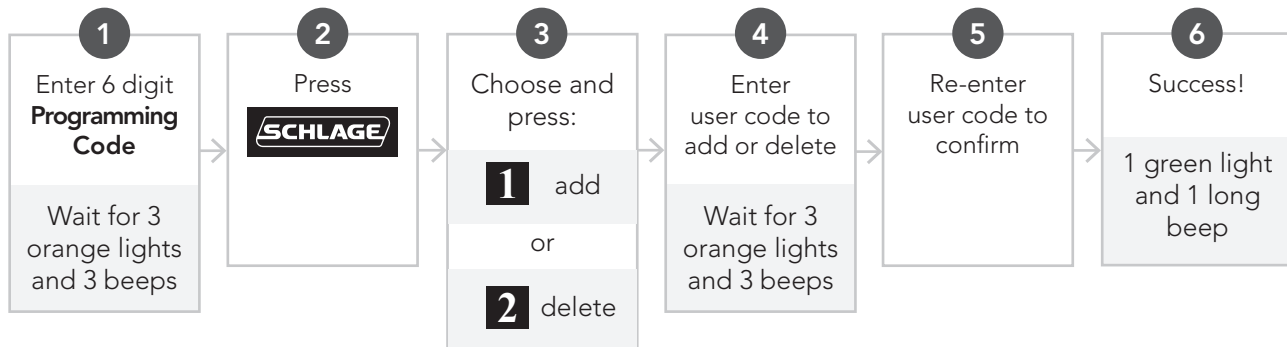 1
Enter 6 digit
Programming
Code
Wait for 3
orange lights
and 3 beeps
2
Press
SCHLAGE
3
Choose and
press:
1 add
or
2 delete
4
Enter
user code to
add or delete
Wait for 3
orange lights
and 3 beeps
5
Re-enter
user code to
confirm
6
Success!
1 green light
and 1 long
beep